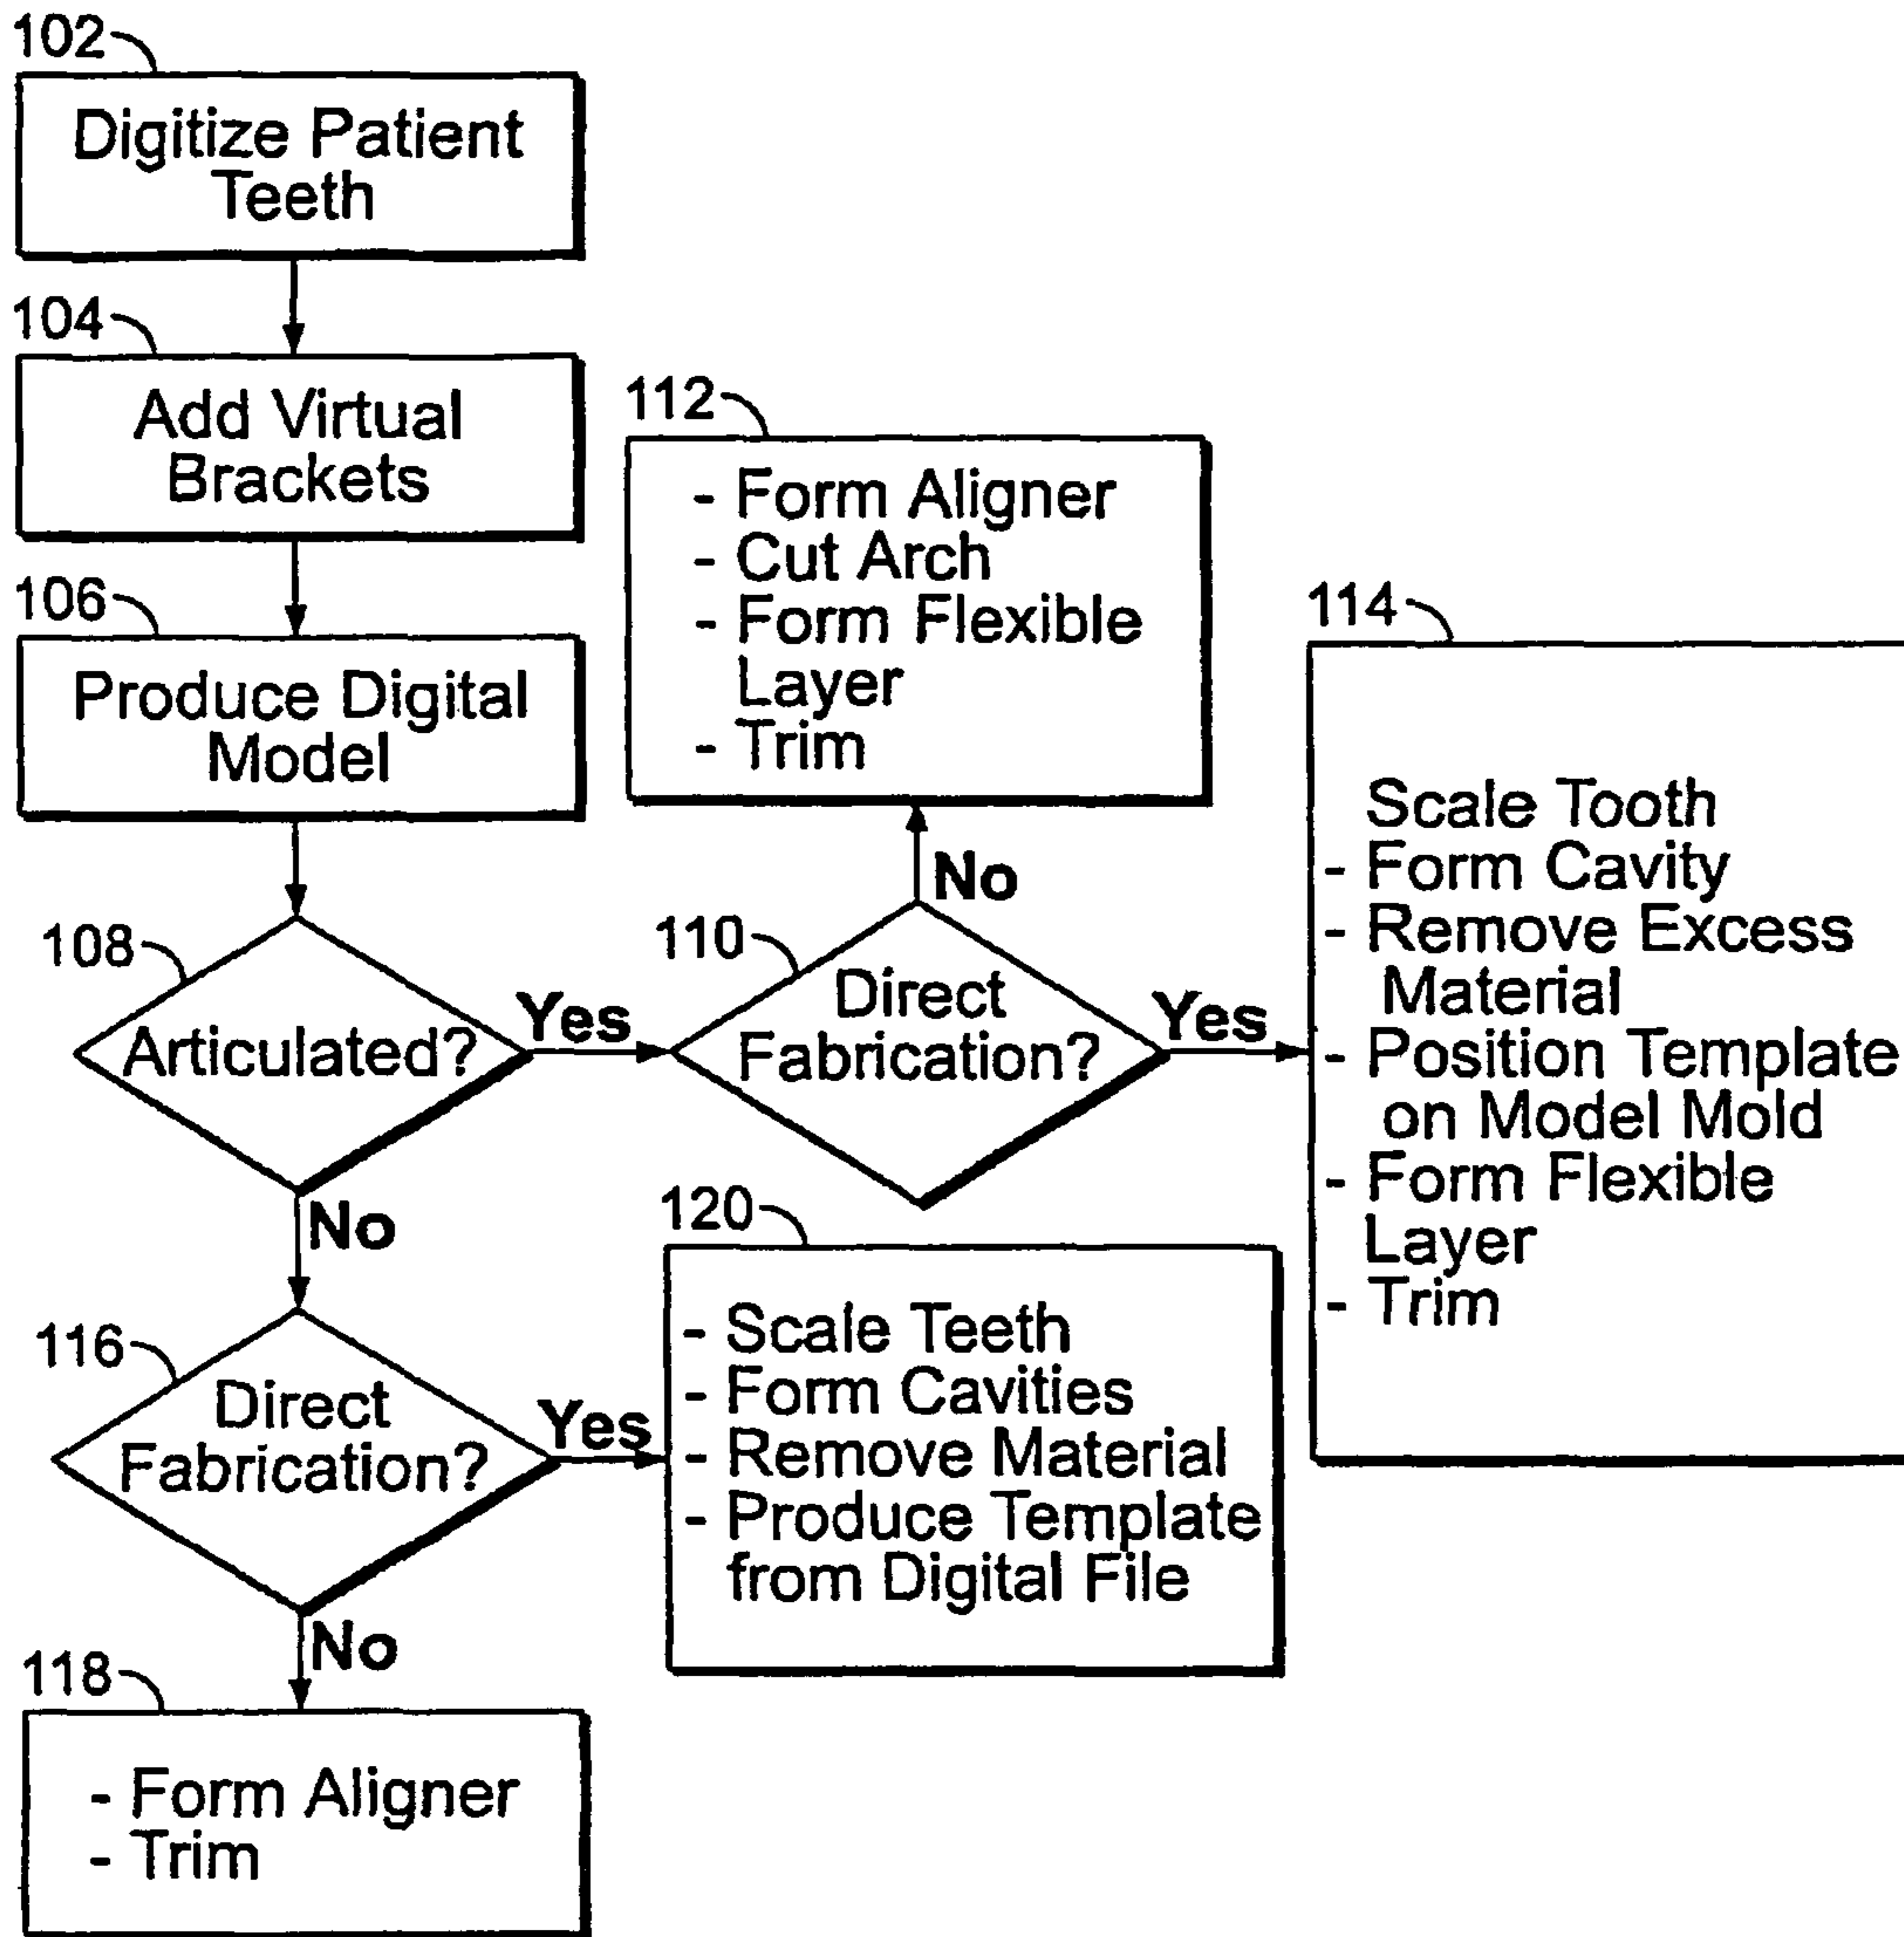 102
Digitize Patient
Teeth
104
Add Virtual
Brackets
106
Produce Digital
Model
108
Articulated?
Yes
No
110
Direct
Fabrication?
No
Yes
112
- Form Aligner
- Cut Arch
- Form Flexible
Layer
- Trim
114
Scale Tooth
- Form Cavity
- Remove Excess
Material
- Position Template
on Model Mold
- Form Flexible
Layer
- Trim
116
Direct
Fabrication?
Yes
No
120
- Scale Teeth
- Form Cavities
- Remove Material
- Produce Template
from Digital File
118
- Form Aligner
- Trim